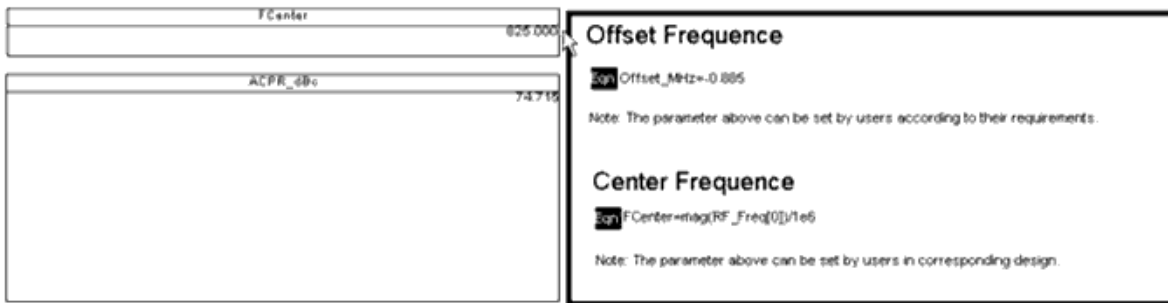 FCenter
825.000
ACPR_dBc
74.715
Offset Frequence
Eqn Offset_MHz=-0.885
Note: The parameter above can be set by users according to their requirements.
Center Frequence
Eqn FCenter=mag(RF_Freq[0])/1e6
Note: The parameter above can be set by users in corresponding design.